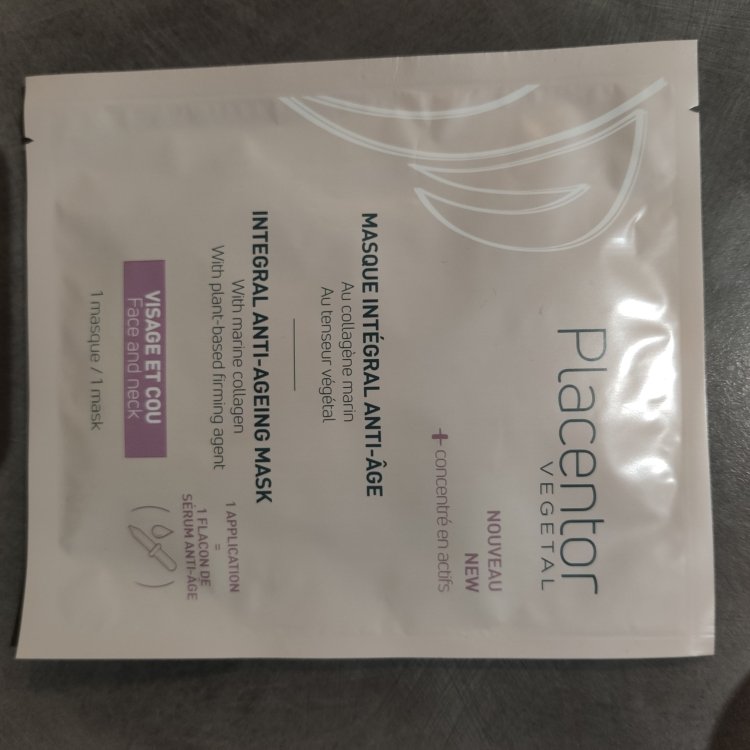 Placentor
VÉGÉTAL
NOUVEAU
NEW
+ concentré en actifs
MASQUE INTÉGRAL ANTI-ÂGE
Au collagène marin
Au tenseur végétal
INTEGRAL ANTI-AGEING MASK
With marine collagen
With plant-based firming agent
1 APPLICATION
=
1 FLACON DE
SÉRUM ANTI-ÂGE
VISAGE ET COU
Face and neck
1 masque / 1 mask